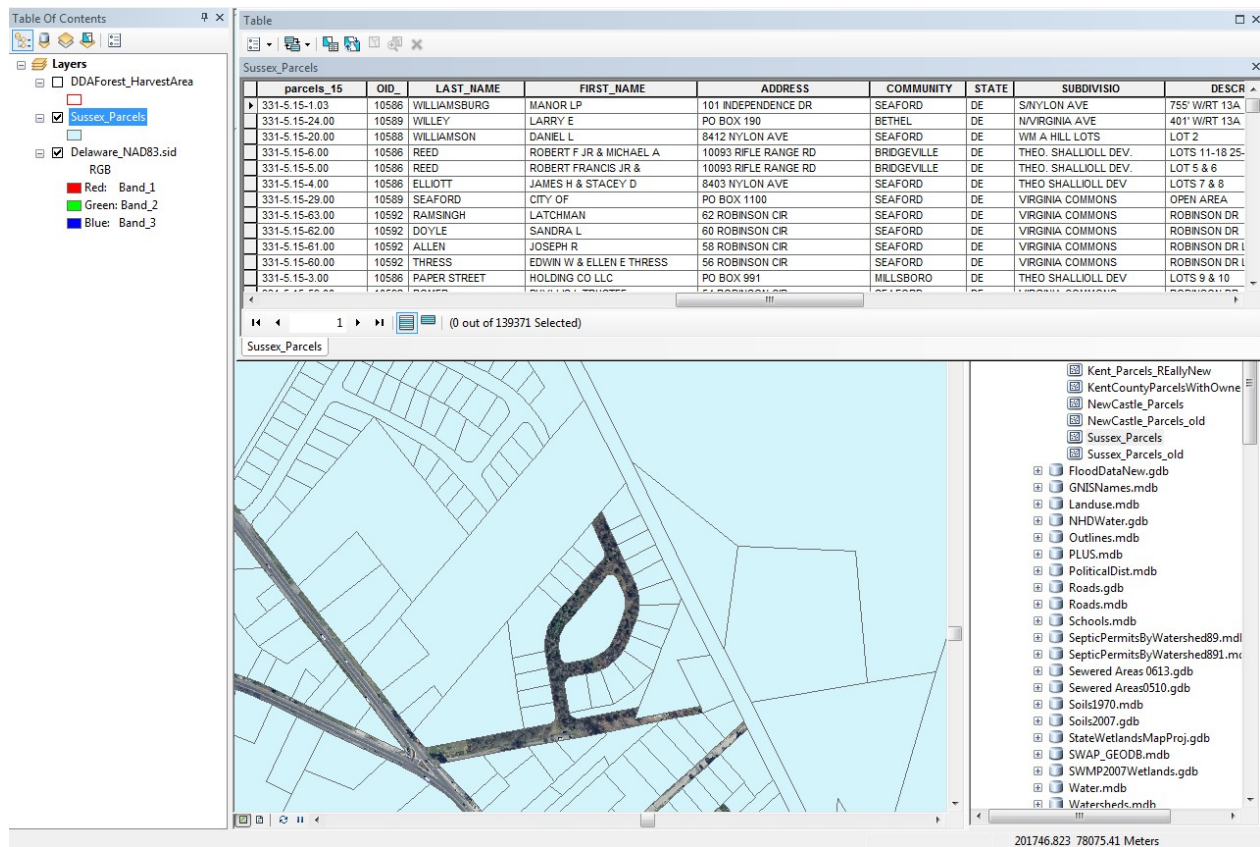 Table Of Contents
Layers
DDAForest_HarvestArea
Sussex_Parcels
Delaware_NAD83.sid
RGB
Red: Band_1
Green: Band_2
Blue: Band_3
Table
Sussex_Parcels
parcels_15 OID_ LAST_NAME FIRST_NAME ADDRESS COMMUNITY STATE SUBDIVISIO DESCR
331-5.15-1.03 10586 WILLIAMSBURG MANOR LP 101 INDEPENDENCE DR SEAFORD DE S/NYLON AVE 755' W/RT 13A
331-5.15-24.00 10589 WILLEY LARRY E PO BOX 190 BETHEL DE N/VIRGINIA AVE 401' W/RT 13A
331-5.15-20.00 10588 WILLIAMSON DANIEL L 8412 NYLON AVE SEAFORD DE WM A HILL LOTS LOT 2
331-5.15-6.00 10586 REED ROBERT F JR & MICHAEL A 10093 RIFLE RANGE RD BRIDGEVILLE DE THEO. SHALLIOLL DEV. LOTS 11-18 25-
331-5.15-5.00 10586 REED ROBERT FRANCIS JR & 10093 RIFLE RANGE RD BRIDGEVILLE DE THEO. SHALLIOLL DEV. LOT 5 & 6
331-5.15-4.00 10586 ELLIOTT JAMES H & STACEY D 8403 NYLON AVE SEAFORD DE THEO SHALLIOLL DEV LOTS 7 & 8
331-5.15-29.00 10589 SEAFORD CITY OF PO BOX 1100 SEAFORD DE VIRGINIA COMMONS OPEN AREA
331-5.15-63.00 10592 RAMSINGH LATCHMAN 62 ROBINSON CIR SEAFORD DE VIRGINIA COMMONS ROBINSON DR
331-5.15-62.00 10592 DOYLE SANDRA L 60 ROBINSON CIR SEAFORD DE VIRGINIA COMMONS ROBINSON DR
331-5.15-61.00 10592 ALLEN JOSEPH R 58 ROBINSON CIR SEAFORD DE VIRGINIA COMMONS ROBINSON DR L
331-5.15-60.00 10592 THRESS EDWIN W & ELLEN E THRESS 56 ROBINSON CIR SEAFORD DE VIRGINIA COMMONS ROBINSON DR L
331-5.15-3.00 10586 PAPER STREET HOLDING CO LLC PO BOX 991 MILLSBORO DE THEO SHALLIOLL DEV LOTS 9 & 10
1 (0 out of 139371 Selected)
Sussex_Parcels
Kent_Parcels_REallyNew
KentCountyParcelsWithOwne
NewCastle_Parcels
NewCastle_Parcels_old
Sussex_Parcels
Sussex_Parcels_old
FloodDataNew.gdb
GNISNames.mdb
Landuse.mdb
NHDWater.gdb
Outlines.mdb
PLUS.mdb
PoliticalDist.mdb
Roads.gdb
Roads.mdb
Schools.mdb
SepticPermitsByWatershed89.mdl
SepticPermitsByWatershed891.mc
Sewered Areas 0613.gdb
Sewered Areas0510.gdb
Soils1970.mdb
Soils2007.gdb
StateWetlandsMapProj.gdb
SWAP_GEODB.mdb
SWMP2007Wetlands.gdb
Water.mdb
Watersheds.mdb
201746.823 78075.41 Meters